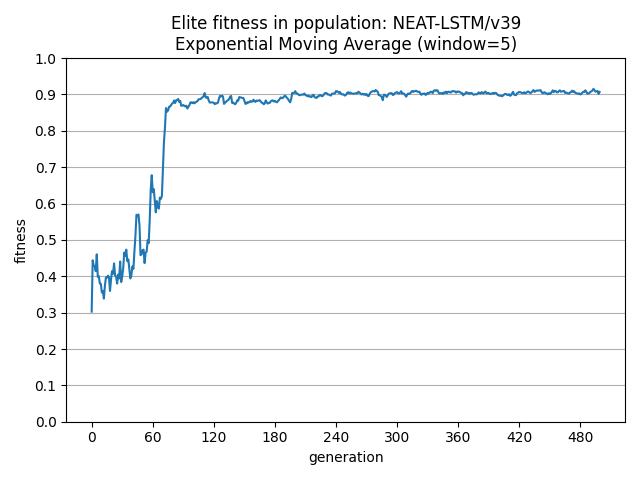 Elite fitness in population: NEAT-LSTM/v39
Exponential Moving Average (window=5)
1.0
0.9
0.8
0.7
0.6
0.5
0.4
0.3
0.2
0.1
0.0
fitness
0 60 120 180 240 300 360 420 480
generation